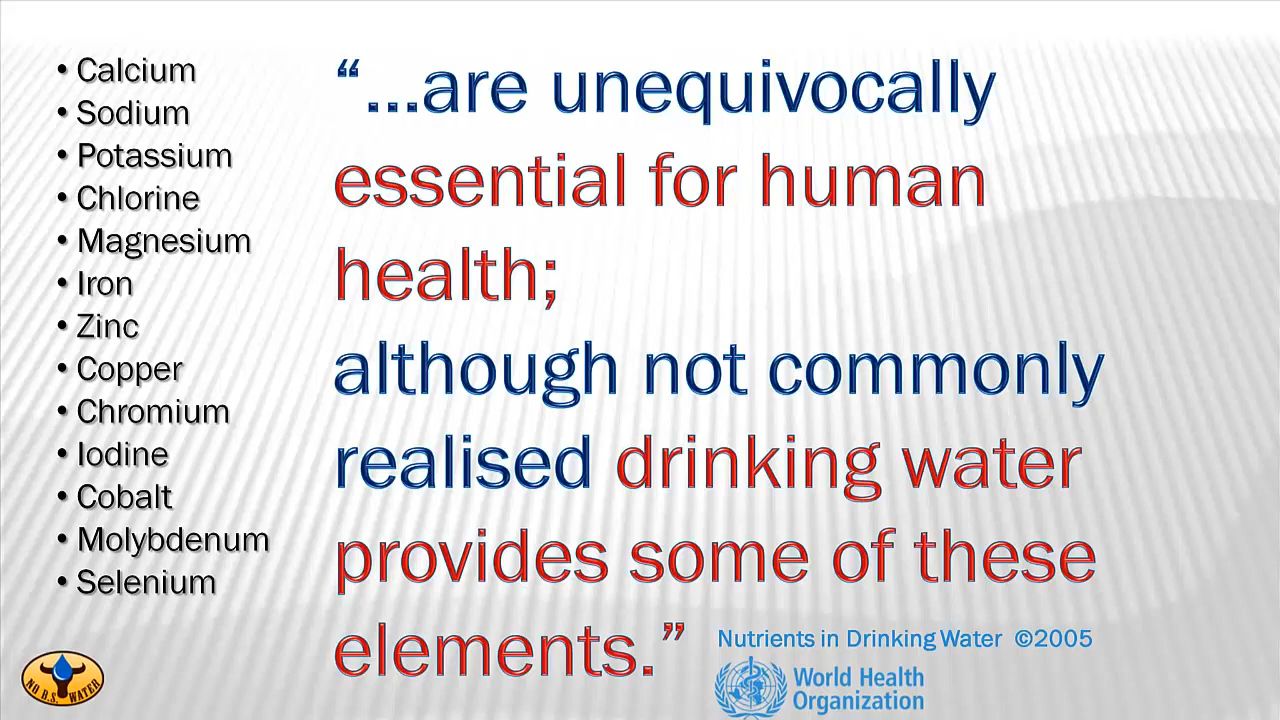 • Calcium
• Sodium
• Potassium
• Chlorine
• Magnesium
• Iron
• Zinc
• Copper
• Chromium
• Iodine
• Cobalt
• Molybdenum
• Selenium
“...are unequivocally
essential for human
health;
although not commonly
realised drinking water
provides some of these
elements.”
Nutrients in Drinking Water ©2005
World Health
Organization
NO B.S. WATER